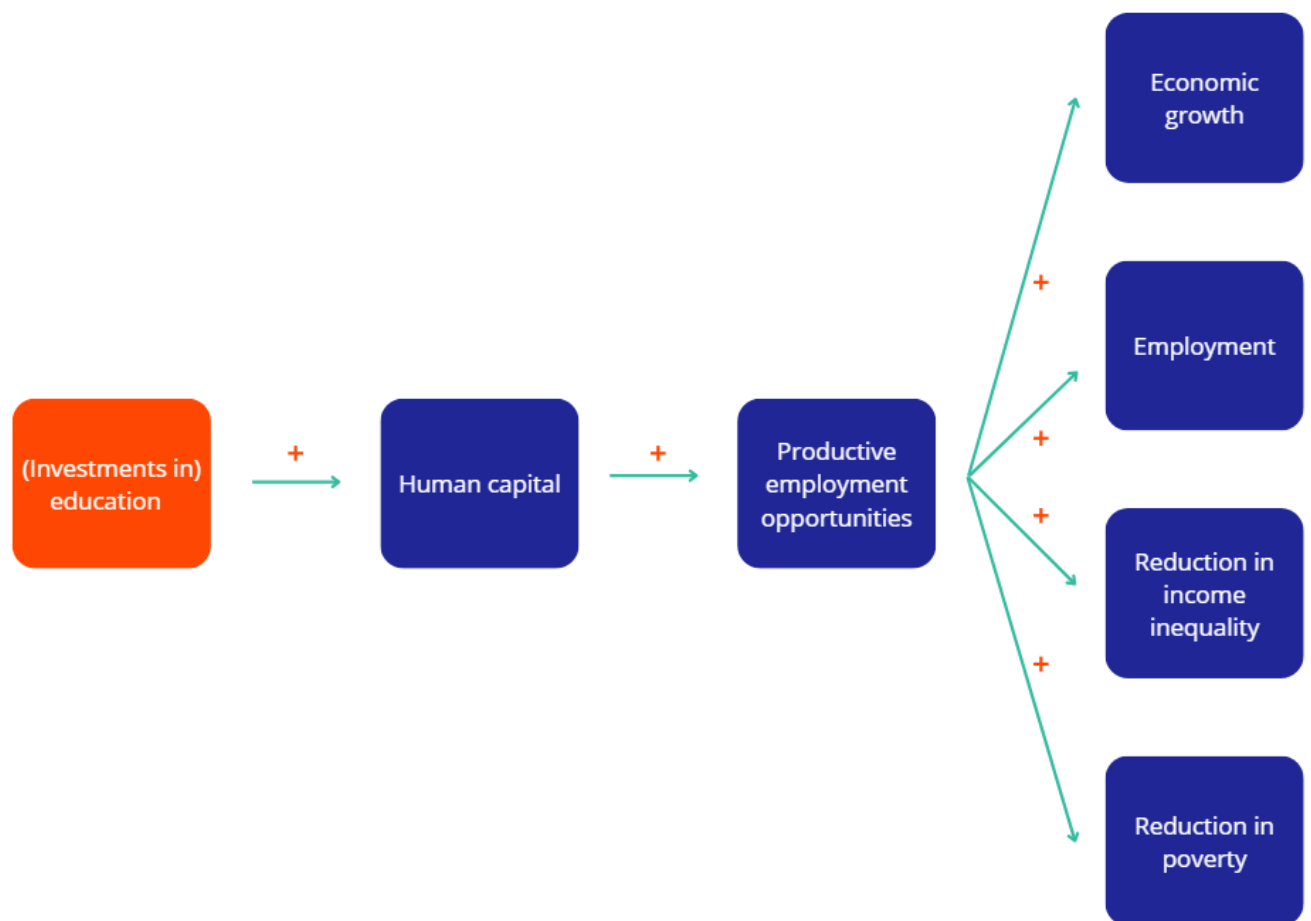 Economic
growth
+
Employment
(Investments in)
education
+
Human capital
+
Productive
employment
opportunities
+
+
Reduction in
income
inequality
+
Reduction in
poverty